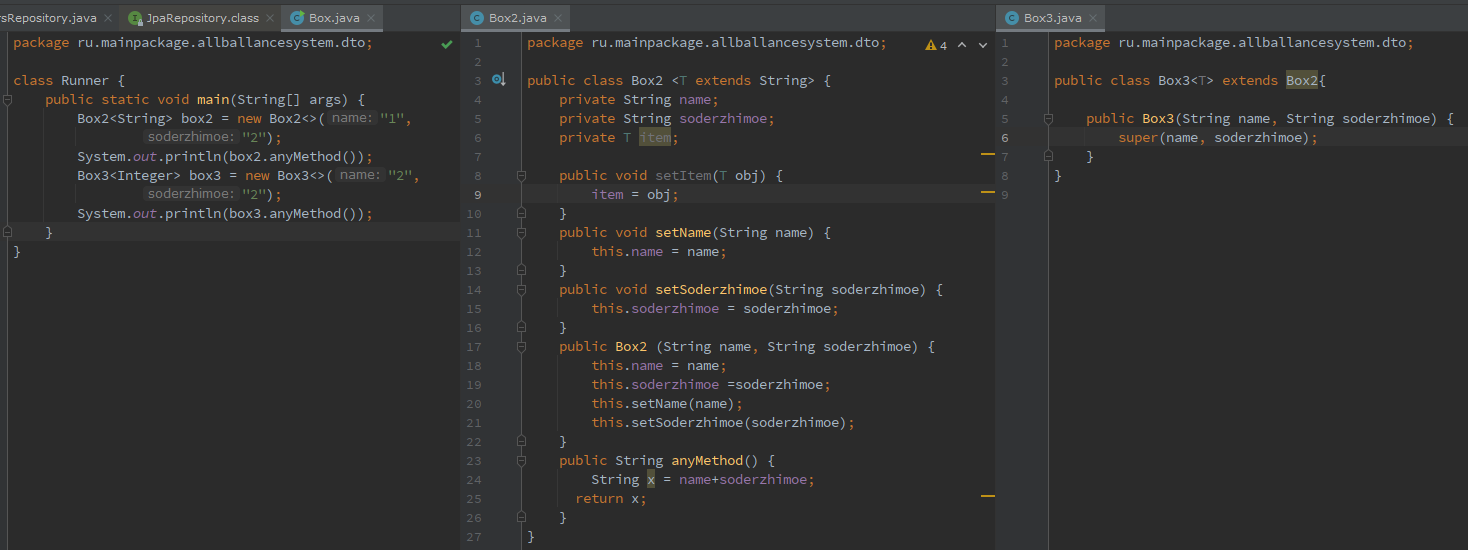 rsRepository.java × JpaRepository.class × Box.java ×
package ru.mainpackage.allballancesystem.dto;
class Runner {
public static void main(String[] args) {
Box2<String> box2 = new Box2<>( name: "1",
soderzhimoe: "2");
System.out.println(box2.anyMethod());
Box3<Integer> box3 = new Box3<>( name: "2",
soderzhimoe: "2");
System.out.println(box3.anyMethod());
}
}
Box2.java ×
4
1 package ru.mainpackage.allballancesystem.dto;
2
3 public class Box2 <T extends String> {
4 private String name;
5 private String soderzhimoe;
6 private T item;
7
8 public void setItem(T obj) {
9 item = obj;
10 }
11 public void setName(String name) {
12 this.name = name;
13 }
14 public void setSoderzhimoe(String soderzhimoe) {
15 this.soderzhimoe = soderzhimoe;
16 }
17 public Box2 (String name, String soderzhimoe) {
18 this.name = name;
19 this.soderzhimoe =soderzhimoe;
20 this.setName(name);
21 this.setSoderzhimoe(soderzhimoe);
22 }
23 public String anyMethod() {
24 String x = name+soderzhimoe;
25 return x;
26 }
27 }
Box3.java ×
1 package ru.mainpackage.allballancesystem.dto;
2
3 public class Box3<T> extends Box2{
4
5 public Box3(String name, String soderzhimoe) {
6 super(name, soderzhimoe);
7 }
8 }
9